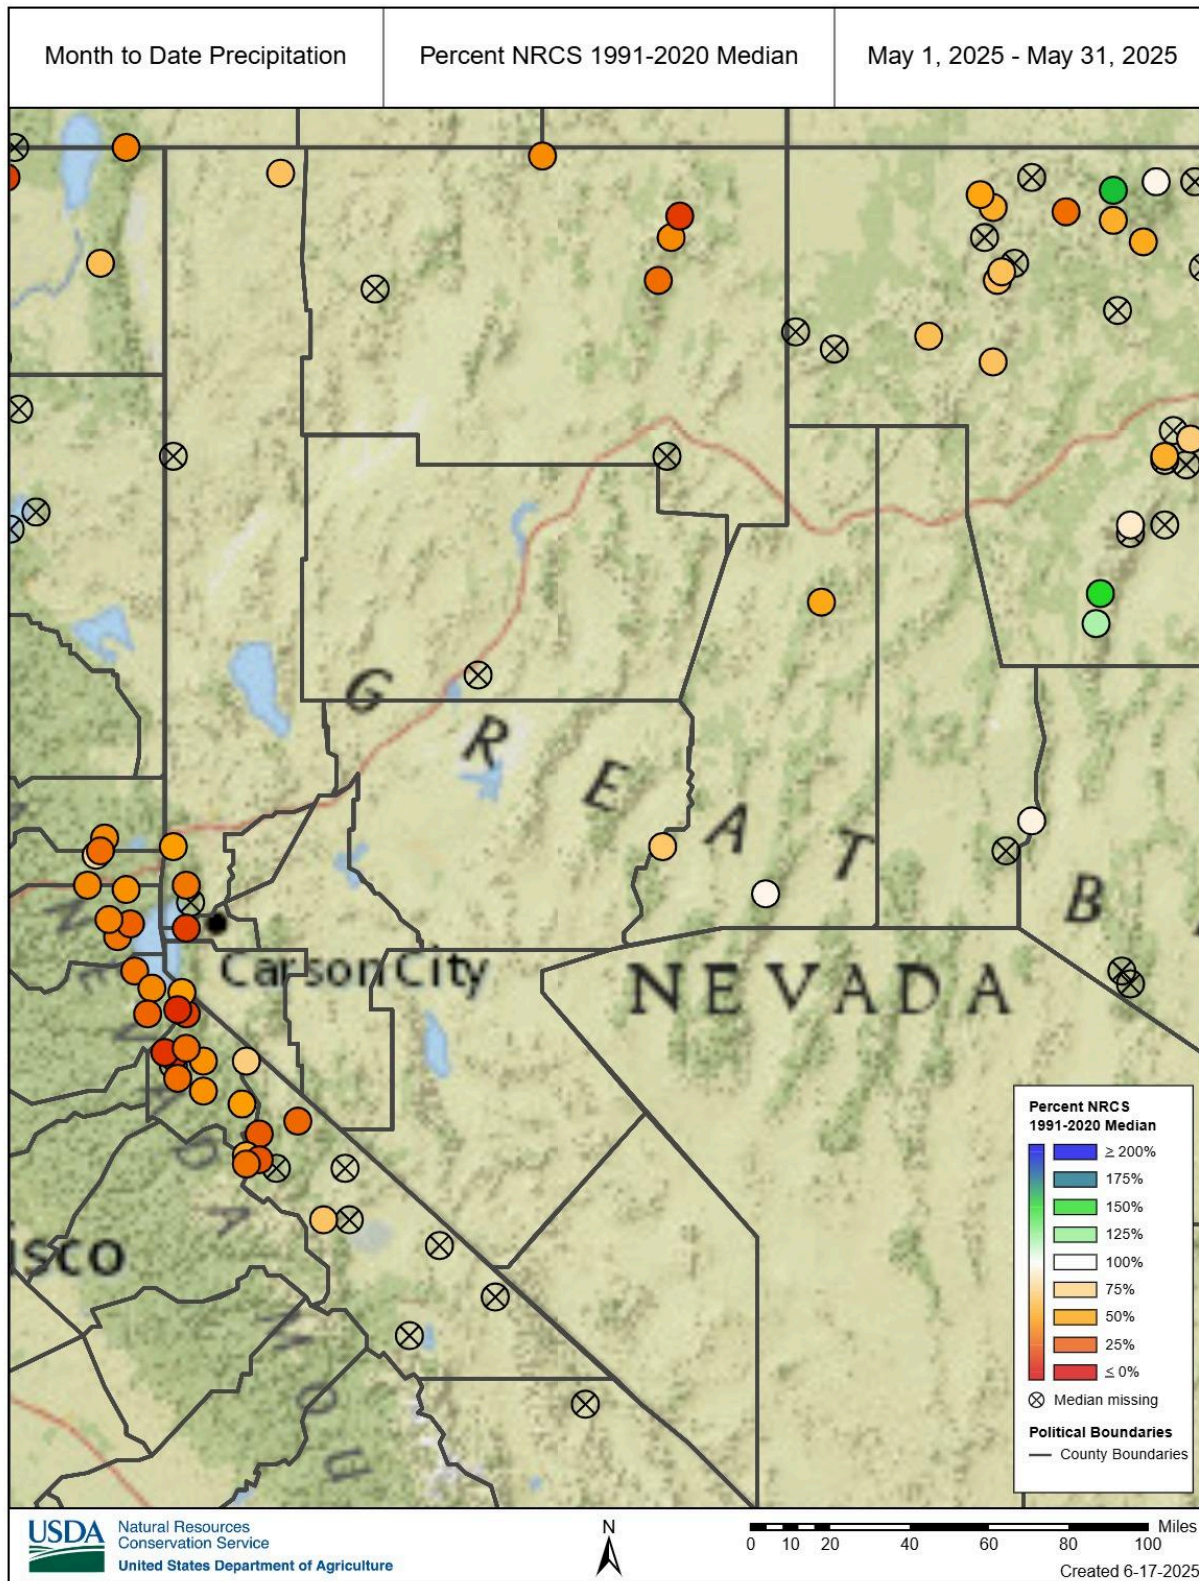 Month to Date Precipitation
Percent NRCS 1991-2020 Median
May 1, 2025 - May 31, 2025
GREAT
B
Carson City
NEVADA
isco
Percent NRCS
1991-2020 Median
≥ 200%
175%
150%
125%
100%
75%
50%
25%
≤ 0%
Median missing
Political Boundaries
County Boundaries
USDA
Natural Resources
Conservation Service
United States Department of Agriculture
N
Miles
0 10 20 40 60 80 100
Created 6-17-2025